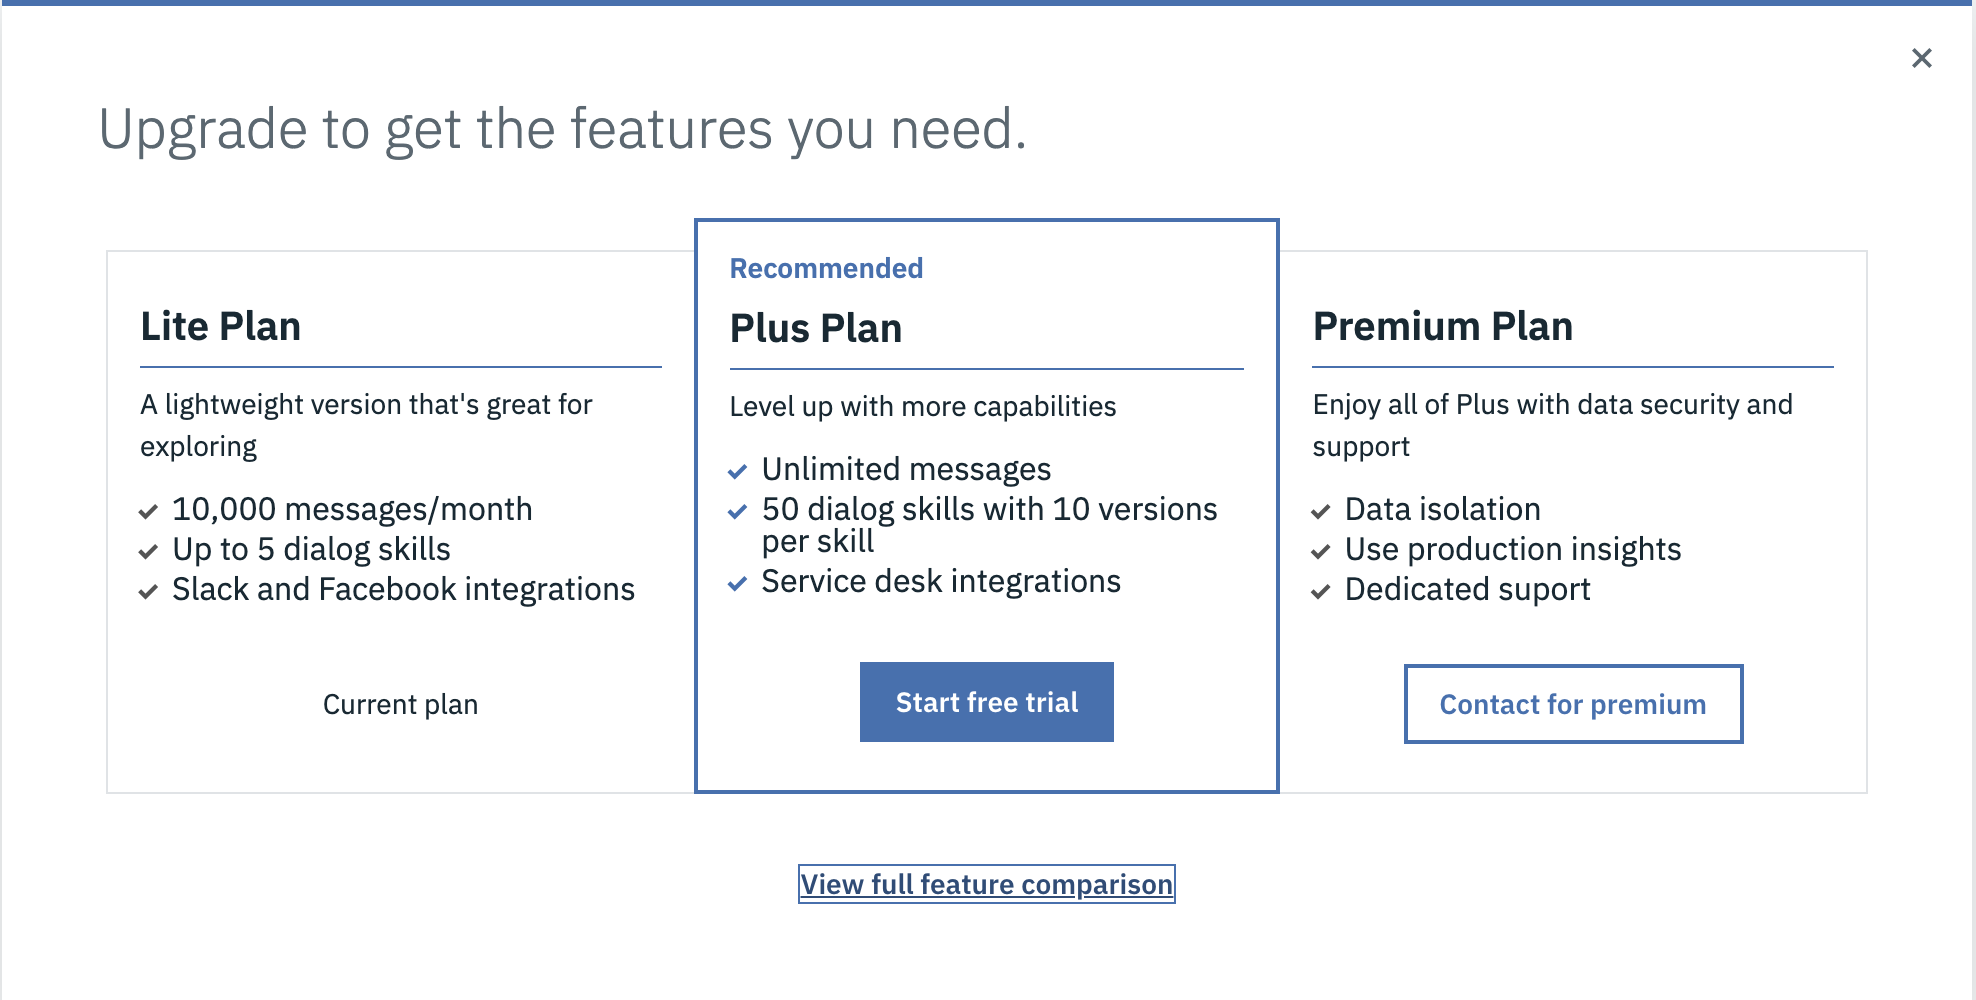 Upgrade to get the features you need.
Lite Plan
A lightweight version that's great for
exploring
10,000 messages/month
Up to 5 dialog skills
Slack and Facebook integrations
Current plan
Recommended
Plus Plan
Level up with more capabilities
Unlimited messages
50 dialog skills with 10 versions
per skill
Service desk integrations
Start free trial
Premium Plan
Enjoy all of Plus with data security and
support
Data isolation
Use production insights
Dedicated suport
Contact for premium
View full feature comparison